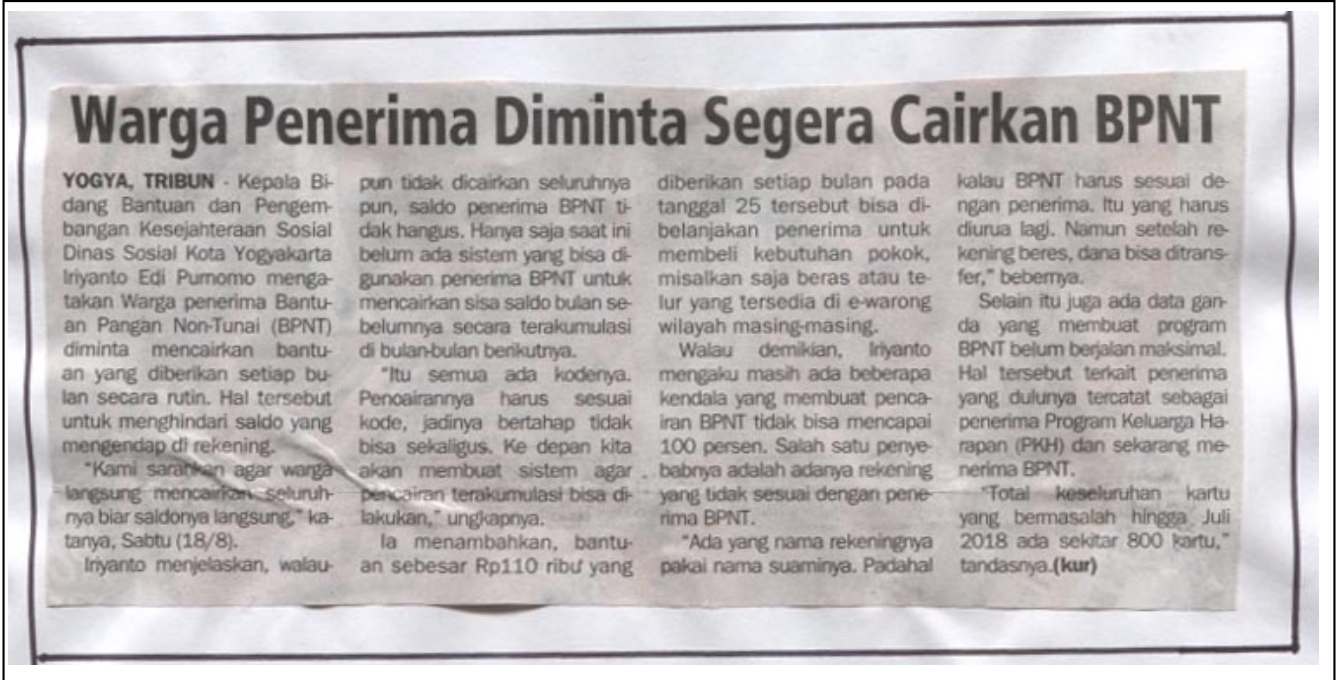 Warga Penerima Diminta Segera Cairkan BPNT
YOGYA, TRIBUN - Kepala Bi-
dang Bantuan dan Pengem-
bangan Kesejahteraan Sosial
Dinas Sosial Kota Yogyakarta
Iriyanto Edi Purnomo menga-
takan Warga penerima Bantu-
an Pangan Non-Tunai (BPNT)
diminta mencairkan bantu-
an yang diberikan setiap bu-
lan secara rutin. Hal tersebut
untuk menghindari saldo yang
mengendap di rekening.
"Kami sarankan agar warga
langsung mencairkan seluruh-
nya biar saldonya langsung," ka-
tanya, Sabtu (18/8).
Iriyanto menjelaskan, walau-
pun tidak dicairkan seluruhnya
pun, saldo penerima BPNT ti-
dak hangus. Hanya saja saat ini
belum ada sistem yang bisa di-
gunakan penerima BPNT untuk
mencairkan sisa saldo bulan se-
belumnya secara terakumulasi
di bulan-bulan berikutnya.
"Itu semua ada kodenya.
Pencairannya harus sesuai
kode, jadinya bertahap tidak
bisa sekaligus. Ke depan kita
akan membuat sistem agar
pencairan terakumulasi bisa di-
lakukan," ungkapnya.
Ia menambahkan, bantu-
an sebesar Rp110 ribu yang
diberikan setiap bulan pada
tanggal 25 tersebut bisa di-
belanjakan penerima untuk
membeli kebutuhan pokok,
misalkan saja beras atau te-
lur yang tersedia di e-warong
wilayah masing-masing.
Walau demikian, Iriyanto
mengaku masih ada beberapa
kendala yang membuat penca-
iran BPNT tidak bisa mencapai
100 persen. Salah satu penye-
babnya adalah adanya rekening
yang tidak sesuai dengan pene-
rima BPNT.
"Ada yang nama rekeningnya
pakai nama suaminya. Padahal
kalau BPNT harus sesuai de-
ngan penerima. Itu yang harus
diurua lagi. Namun setelah re-
kening beres, dana bisa ditrans-
fer," bebernya.
Selain itu juga ada data gan-
da yang membuat program
BPNT belum berjalan maksimal.
Hal tersebut terkait penerima
yang dulunya tercatat sebagai
penerima Program Keluarga Ha-
rapan (PKH) dan sekarang me-
nerima BPNT.
"Total keseluruhan kartu
yang bermasalah hingga Juli
2018 ada sekitar 800 kartu,"
tandasnya.(kur)